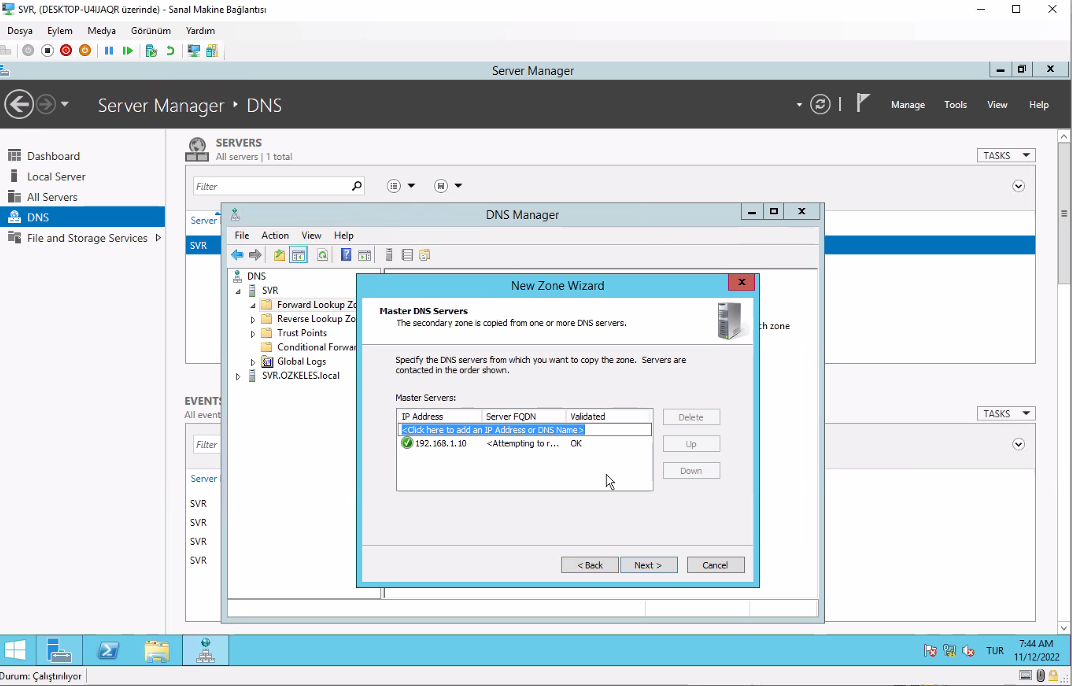 SVR, (DESKTOP-U4IJAQR üzerinde) - Sanal Makine Bağlantısı
Dosya Eylem Medya Görünüm Yardım
Server Manager
Server Manager DNS
Manage Tools View Help
Dashboard
Local Server
All Servers
DNS
File and Storage Services
SERVERS
All servers | 1 total
TASKS
Filter
Server
SVR
DNS Manager
File Action View Help
DNS
SVR
Forward Lookup Zo
Reverse Lookup Zo
Trust Points
Conditional Forwar
Global Logs
SVR.OZKELES.local
ch zone
New Zone Wizard
Master DNS Servers
The secondary zone is copied from one or more DNS servers.
Specify the DNS servers from which you want to copy the zone. Servers are
contacted in the order shown.
Master Servers:
IP Address Server FQDN Validated
<Click here to add an IP Address or DNS Name>
192.168.1.10 <Attempting to r... OK
Delete
Up
Down
< Back Next > Cancel
EVENTS
All event
TASKS
Filter
Server
SVR
SVR
SVR
SVR
TUR
7:44 AM
11/12/2022
Durum: Çalıştırılıyor